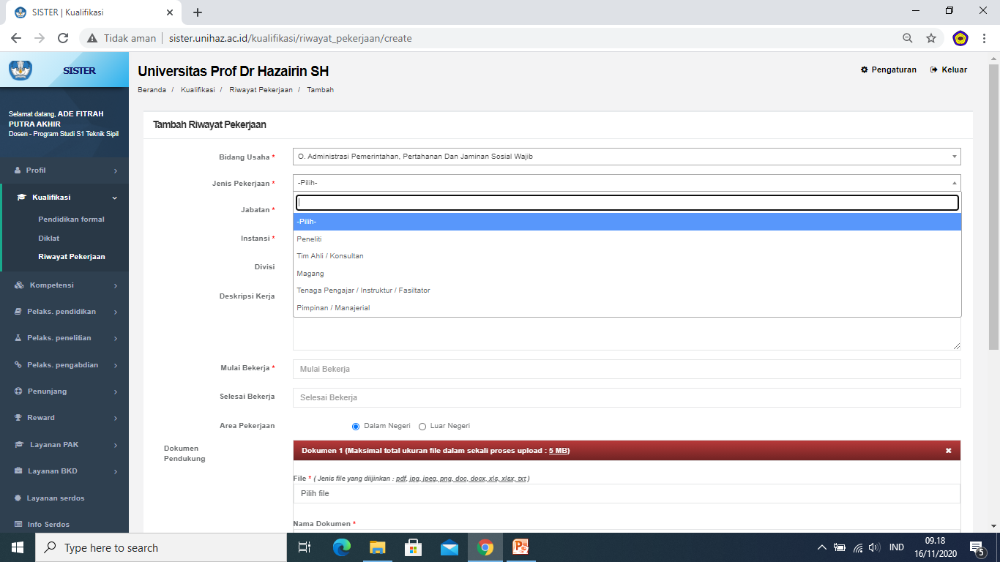 SISTER | Kualifikasi
Tidak aman
sister.unihaz.ac.id/kualifikasi/riwayat_pekerjaan/create
SISTER
Universitas Prof Dr Hazairin SH
Pengaturan
Keluar
Beranda / Kualifikasi / Riwayat Pekerjaan / Tambah
Selamat datang, ADE FITRAH
PUTRA AKHIR
Dosen - Program Studi S1 Teknik Sipil
Profil
Kualifikasi
Pendidikan formal
Diklat
Riwayat Pekerjaan
Kompetensi
Pelaks. pendidikan
Pelaks. penelitian
Pelaks. pengabdian
Penunjang
Reward
Layanan PAK
Layanan BKD
Layanan serdos
Info Serdos
Tambah Riwayat Pekerjaan
Bidang Usaha *
O. Administrasi Pemerintahan, Pertahanan Dan Jaminan Sosial Wajib
Jenis Pekerjaan *
-Pilih-
-Pilih-
Peneliti
Tim Ahli / Konsultan
Magang
Tenaga Pengajar / Instruktur / Fasiltator
Pimpinan / Manajerial
Jabatan *
Instansi *
Divisi
Deskripsi Kerja
Mulai Bekerja *
Mulai Bekerja
Selesai Bekerja
Selesai Bekerja
Area Pekerjaan
Dalam Negeri
Luar Negeri
Dokumen
Pendukung
Dokumen 1 (Maksimal total ukuran file dalam sekali proses upload : 5 MB)
File * ( Jenis file yang diijinkan : pdf, jpg, jpeg, png, doc, docx, xls, xlsx, txt )
Pilih file
Nama Dokumen *
Type here to search
IND
09.18
16/11/2020
5